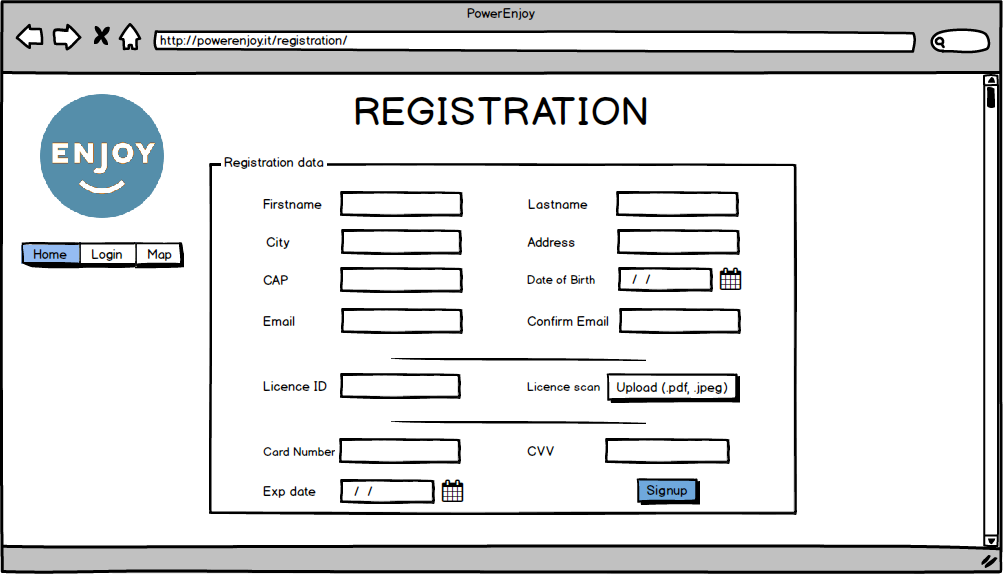 PowerEnjoy
http://powerenjoy.it/registration/
REGISTRATION
ENJOY
Registration data
Firstname
Lastname
Home Login Map
City
Address
CAP
Date of Birth / /
Email
Confirm Email
Licence ID
Licence scan Upload (.pdf, .jpeg)
Card Number
CVV
Exp date / /
Signup